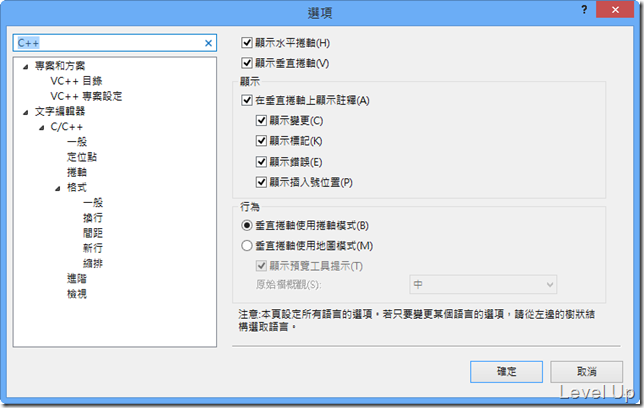 選項
?
C++
專案和方案
VC++ 目錄
VC++ 專案設定
文字編輯器
C/C++
一般
定位點
捲軸
格式
一般
換行
間距
新行
縮排
進階
檢視
顯示水平捲軸(H)
顯示垂直捲軸(V)
顯示
在垂直捲軸上顯示註釋(A)
顯示變更(C)
顯示標記(K)
顯示錯誤(E)
顯示插入號位置(P)
行為
垂直捲軸使用捲軸模式(B)
垂直捲軸使用地圖模式(M)
顯示預覽工具提示(T)
原始檔概觀(S):
中
注意:本頁設定所有語言的選項。若只要變更某個語言的選項，請從左邊的樹狀結
構選取語言。
確定
取消
Level Up